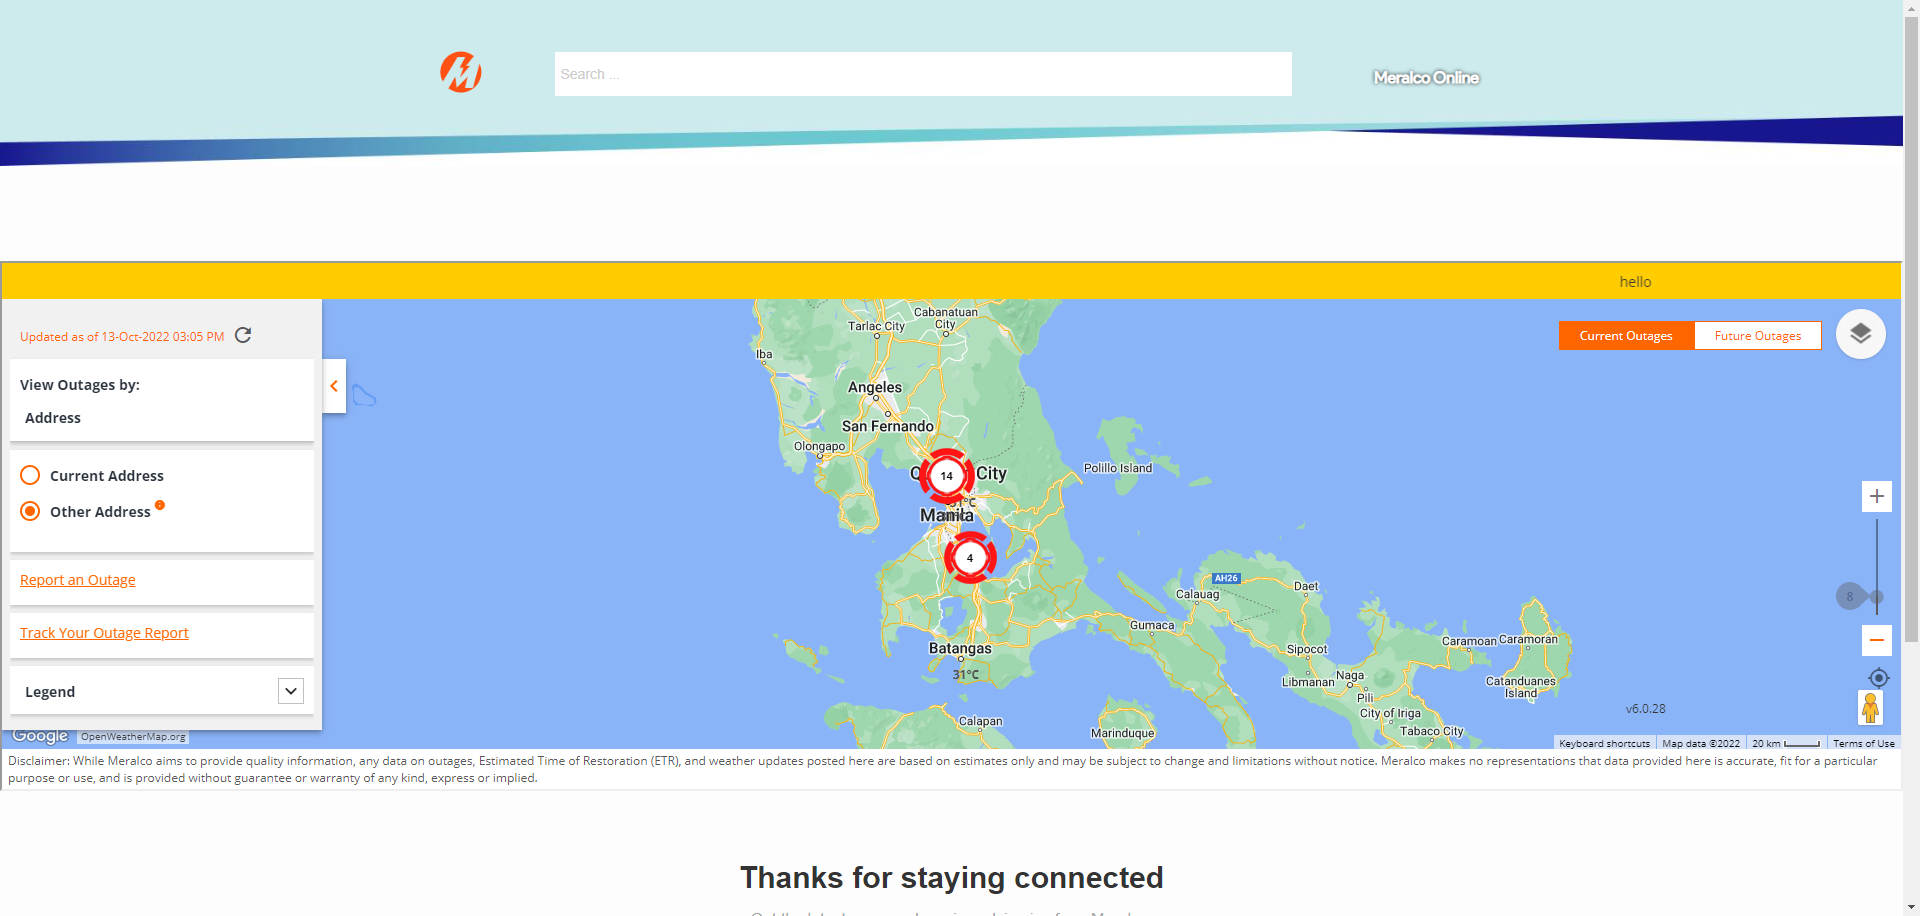 Search ...
Meralco Online
hello
Updated as of 13-Oct-2022 03:05 PM
View Outages by:
Address
Current Address
Other Address
Report an Outage
Track Your Outage Report
Legend
Current Outages
Future Outages
Cabanatuan
City
Tarlac City
Iba
Angeles
San Fernando
Olongapo
14
City
Polillo Island
Manila
4
AH26
Daet
Calauag
Gumaca
Caramoan
Caramoran
Batangas
Sipocot
31°C
Naga
Libmanan
Catanduanes
Island
Pili
City of Iriga
Calapan
Marinduque
Tabaco City
8
v6.0.28
Google
OpenWeatherMap.org
Keyboard shortcuts
Map data ©2022
20 km
Terms of Use
Disclaimer: While Meralco aims to provide quality information, any data on outages, Estimated Time of Restoration (ETR), and weather updates posted here are based on estimates only and may be subject to change and limitations without notice. Meralco makes no representations that data provided here is accurate, fit for a particular
purpose or use, and is provided without guarantee or warranty of any kind, express or implied.
Thanks for staying connected